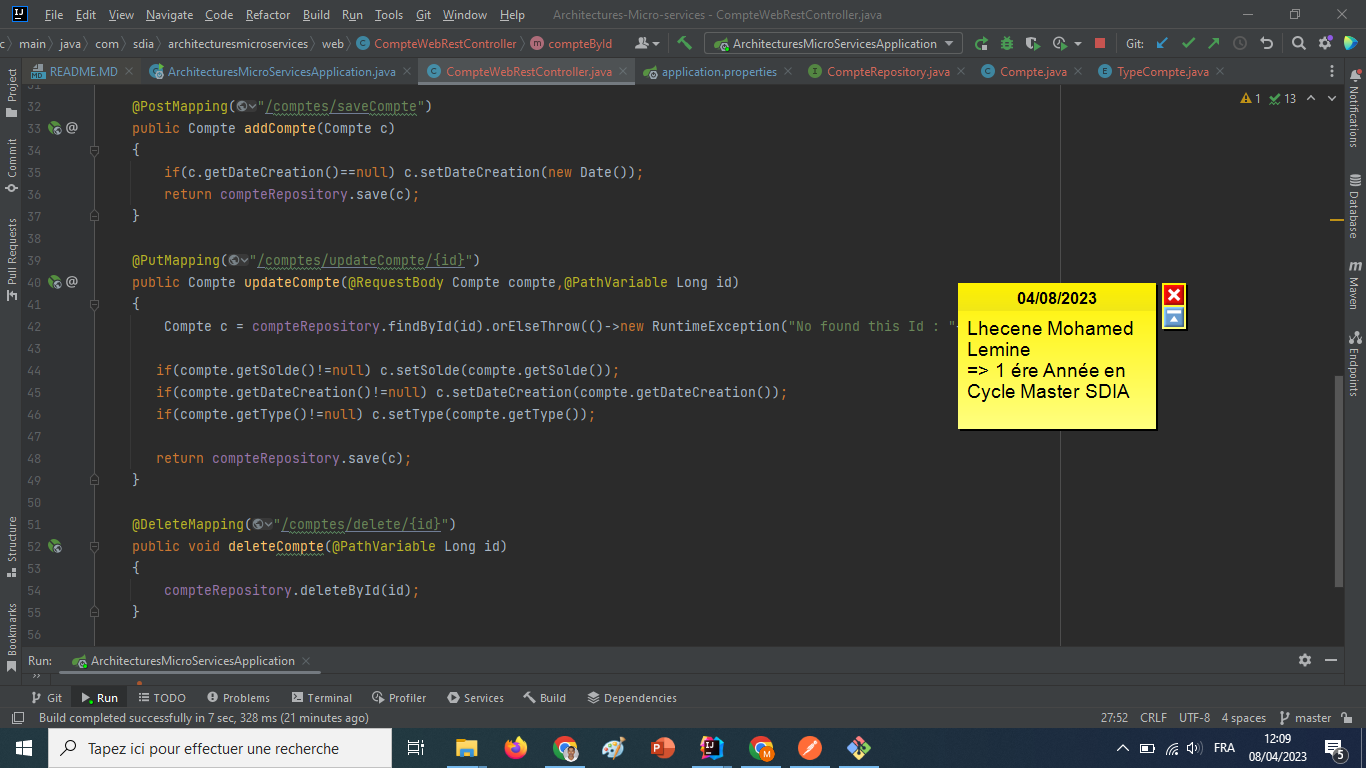 File Edit View Navigate Code Refactor Build Run Tools Git Window Help Architectures-Micro-services - CompteWebRestController.java
main java com sdia architecturesmicroservices web CompteWebRestController compteById ArchitecturesMicroServicesApplication Git:
README.MD ArchitecturesMicroServicesApplication.java CompteWebRestController.java application.properties CompteRepository.java Compte.java TypeCompte.java
Project
Commit
Pull Requests
Structure
Bookmarks
1 13
32 @PostMapping("/comptes/saveCompte")
33 @ public Compte addCompte(Compte c)
34 {
35 if(c.getDateCreation()==null) c.setDateCreation(new Date());
36 return compteRepository.save(c);
37 }
38
39 @PutMapping("/comptes/updateCompte/{id}")
40 @ public Compte updateCompte(@RequestBody Compte compte,@PathVariable Long id)
41 {
42 Compte c = compteRepository.findById(id).orElseThrow(()->new RuntimeException("No found this Id : "
43
44 if(compte.getSolde()!=null) c.setSolde(compte.getSolde());
45 if(compte.getDateCreation()!=null) c.setDateCreation(compte.getDateCreation());
46 if(compte.getType()!=null) c.setType(compte.getType());
47
48 return compteRepository.save(c);
49 }
50
51 @DeleteMapping("/comptes/delete/{id}")
52 public void deleteCompte(@PathVariable Long id)
53 {
54 compteRepository.deleteById(id);
55 }
56
04/08/2023
Lhecene Mohamed
Lemine
=> 1 ére Année en
Cycle Master SDIA
Notifications
Database
Maven
Endpoints
Run: ArchitecturesMicroServicesApplication
Git Run TODO Problems Terminal Profiler Services Build Dependencies
Build completed successfully in 7 sec, 328 ms (21 minutes ago) 27:52 CRLF UTF-8 4 spaces master
Tapez ici pour effectuer une recherche FRA 12:09
08/04/2023 5